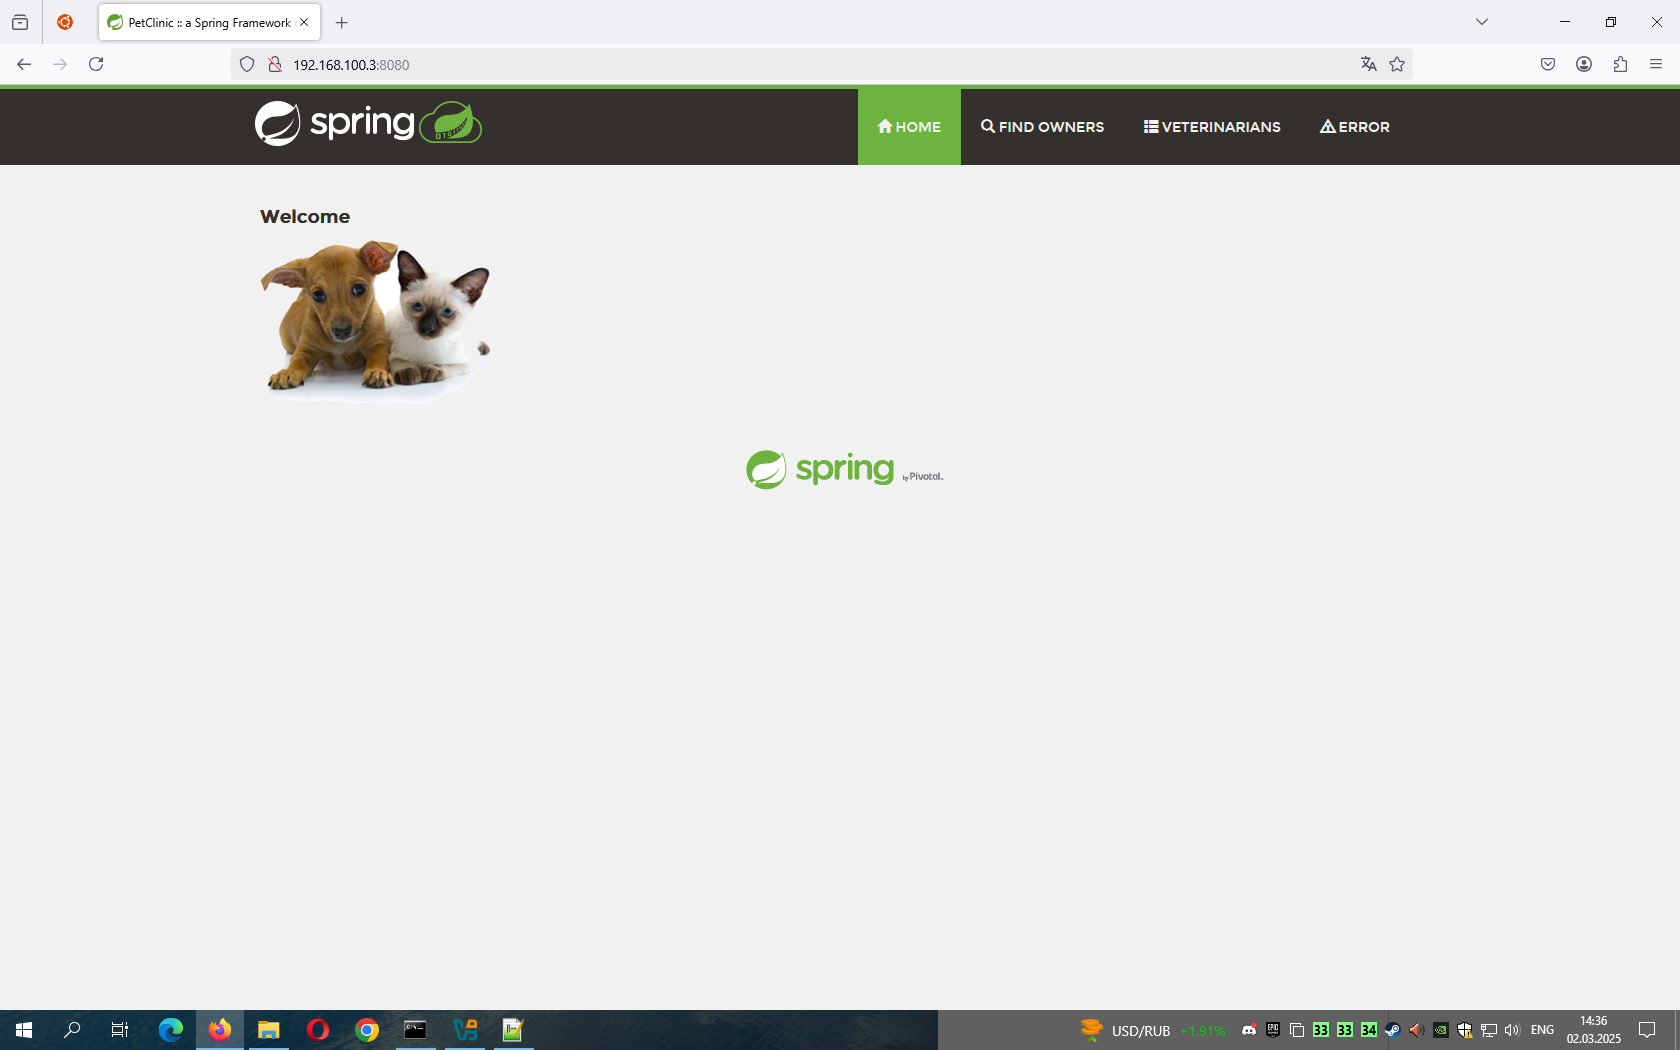 PetClinic :: a Spring Framework
192.168.100.3:8080
spring
HOME
FIND OWNERS
VETERINARIANS
ERROR
Welcome
spring by Pivotal
USD/RUB +1.91%
33
33
34
ENG
14:36
02.03.2025